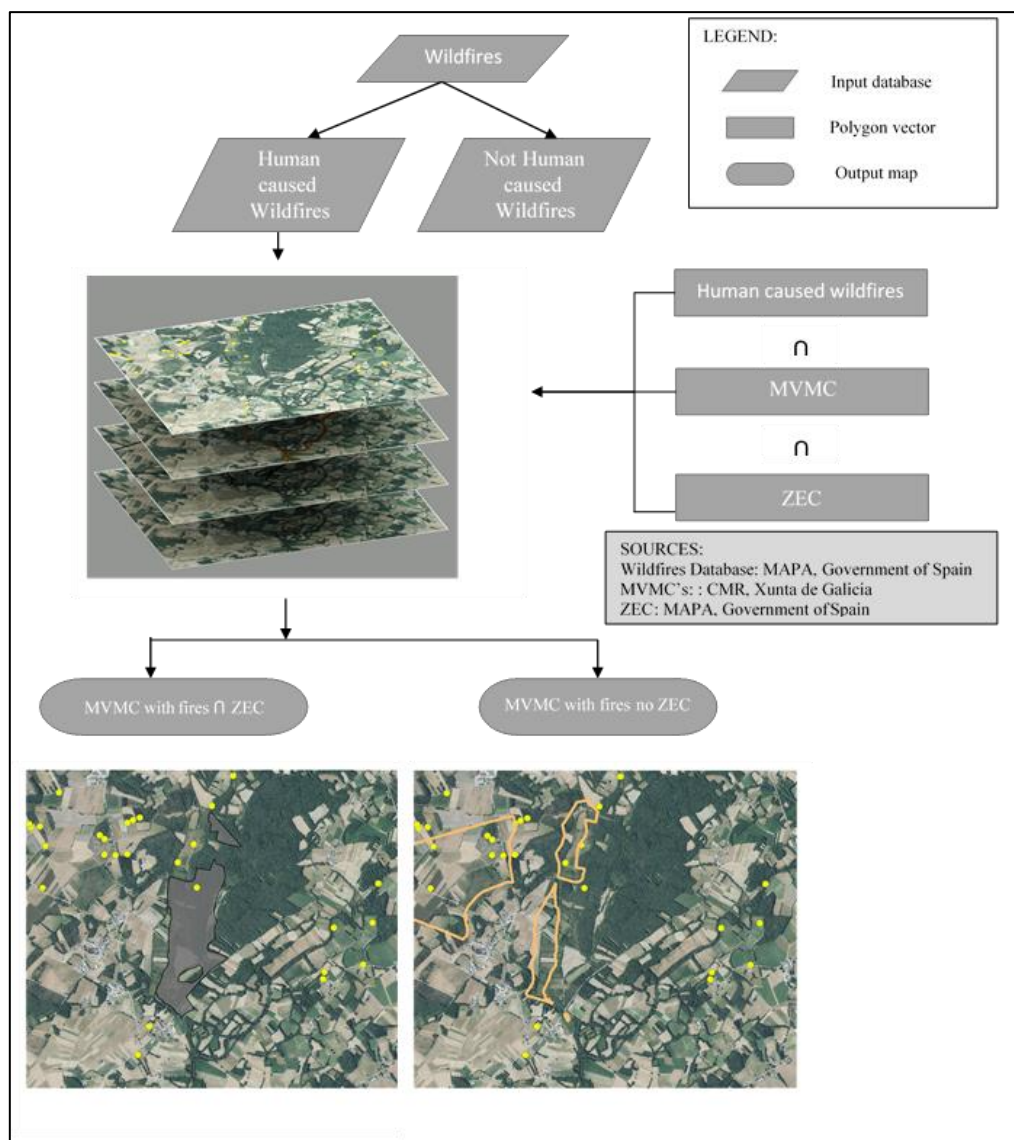 Wildfires
LEGEND:
Input database
Polygon vector
Output map
Human
caused
Wildfires
Not Human
caused
Wildfires
Human caused wildfires
∩
MVMC
∩
ZEC
SOURCES:
Wildfires Database: MAPA, Government of Spain
MVMC`s: : CMR, Xunta de Galicia
ZEC: MAPA, Government of Spain
MVMC with fires ∩ ZEC
MVMC with fires no ZEC